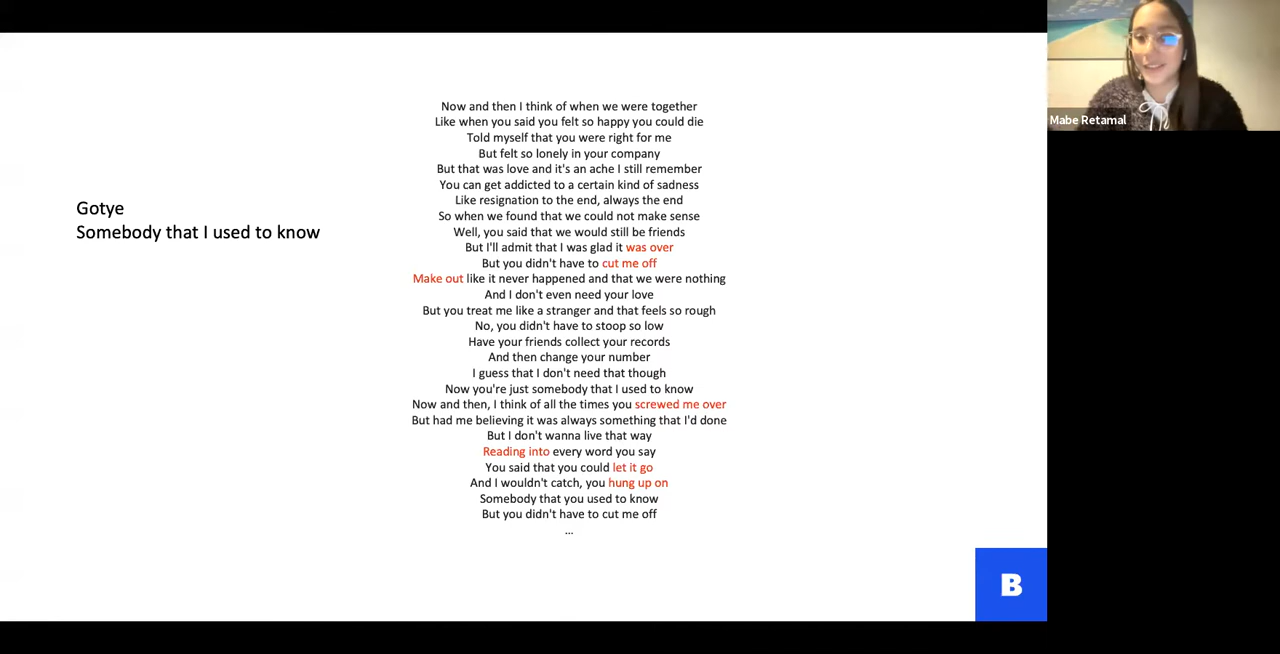 Mabe Retamal
Gotye
Somebody that I used to know
Now and then I think of when we were together
Like when you said you felt so happy you could die
Told myself that you were right for me
But felt so lonely in your company
But that was love and it's an ache I still remember
You can get addicted to a certain kind of sadness
Like resignation to the end, always the end
So when we found that we could not make sense
Well, you said that we would still be friends
But I'll admit that I was glad it was over
But you didn't have to cut me off
Make out like it never happened and that we were nothing
And I don't even need your love
But you treat me like a stranger and that feels so rough
No, you didn't have to stoop so low
Have your friends collect your records
And then change your number
I guess that I don't need that though
Now you're just somebody that I used to know
Now and then, I think of all the times you screwed me over
But had me believing it was always something that I'd done
But I don't wanna live that way
Reading into every word you say
You said that you could let it go
And I wouldn't catch, you hung up on
Somebody that you used to know
But you didn't have to cut me off
...
B